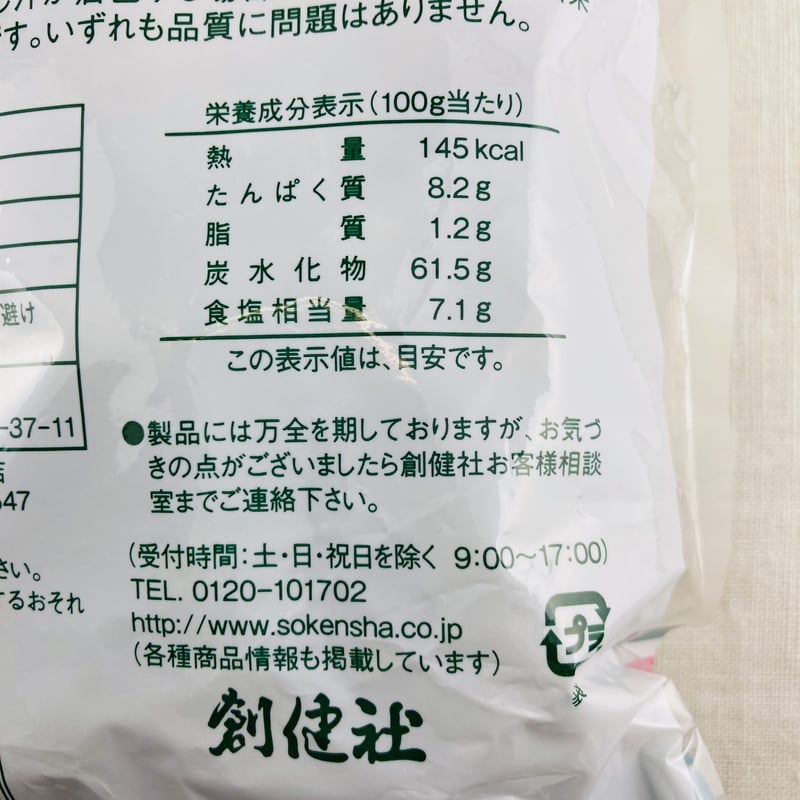 です。いずれも品質に問題はありません。
栄養成分表示(100g当たり)
熱量 145kcal
たんぱく質 8.2g
脂質 1.2g
炭水化物 61.5g
食塩相当量 7.1g
この表示値は、目安です。
避け
-37-11
店
647
さい。
するおそれ
●製品には万全を期しておりますが、お気づ
きの点がございましたら創健社お客様相談
室までご連絡下さい。
(受付時間:土・日・祝日を除く 9:00〜17:00)
TEL. 0120-101702
http://www.sokensha.co.jp
(各種商品情報も掲載しています)
プラ
創健社